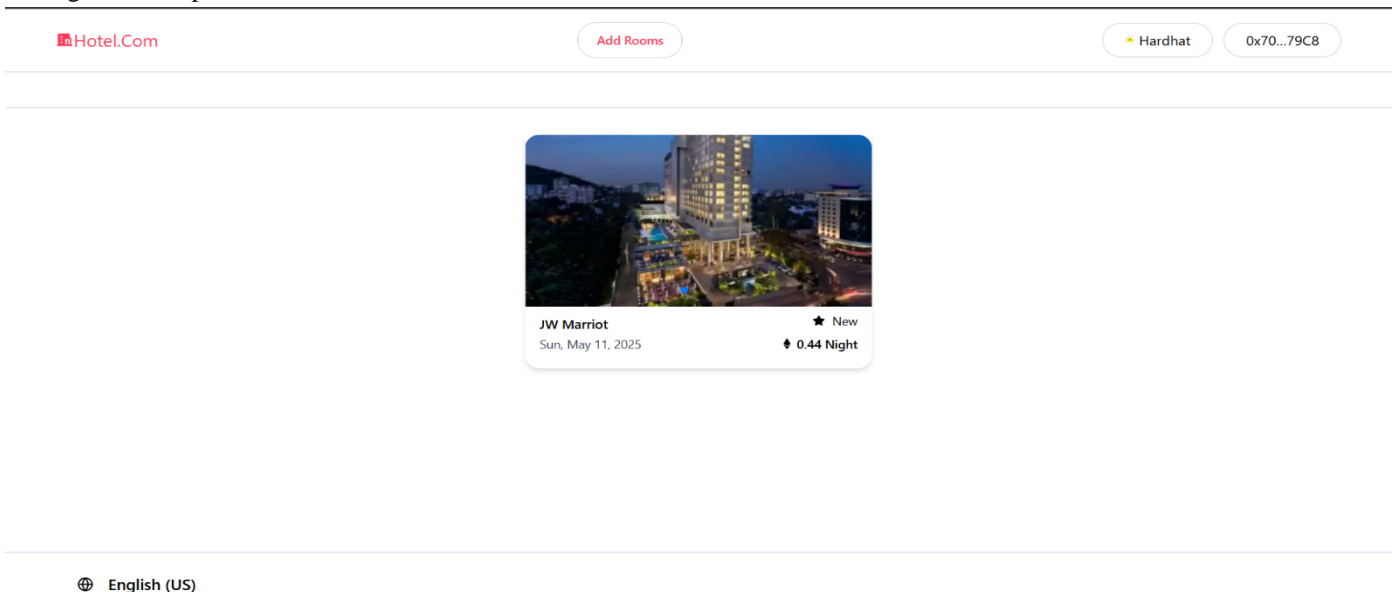 Hotel.Com
Add Rooms
Hardhat
0x70...79C8
JW Marriot
New
Sun, May 11, 2025
0.44 Night
English (US)